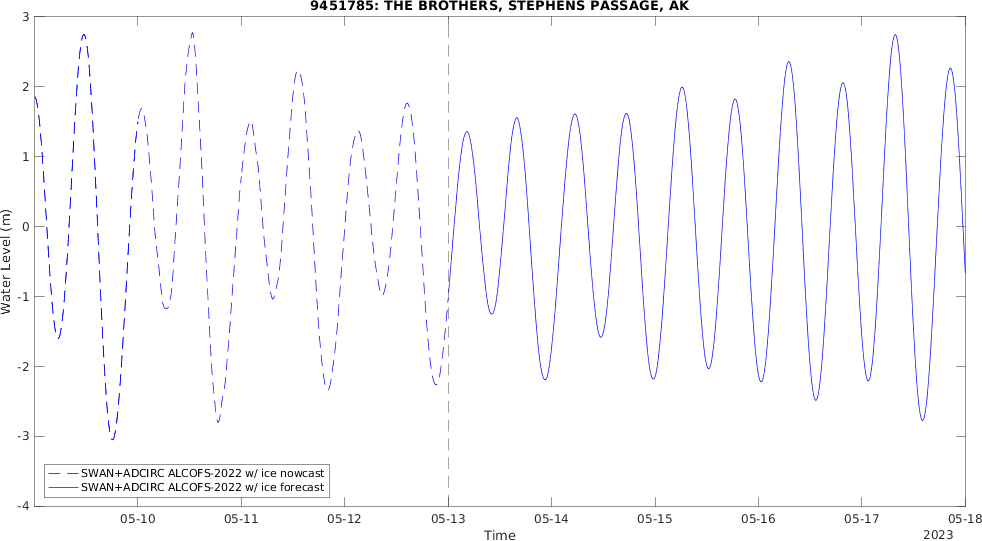 9451785: THE BROTHERS, STEPHENS PASSAGE, AK
3
2
1
0
-1
-2
-3
-4
Water Level (m)
SWAN+ADCIRC ALCOFS-2022 w/ ice nowcast
SWAN+ADCIRC ALCOFS-2022 w/ ice forecast
05-10 05-11 05-12 05-13 05-14 05-15 05-16 05-17 05-18
Time
2023